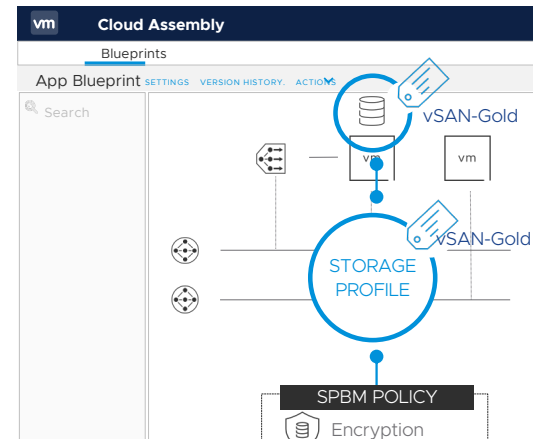 vm Cloud Assembly
Blueprints
App Blueprint SETTINGS VERSION HISTORY. ACTIONS
Search
vSAN-Gold
vm vm
vSAN-Gold
STORAGE
PROFILE
SPBM POLICY
Encryption